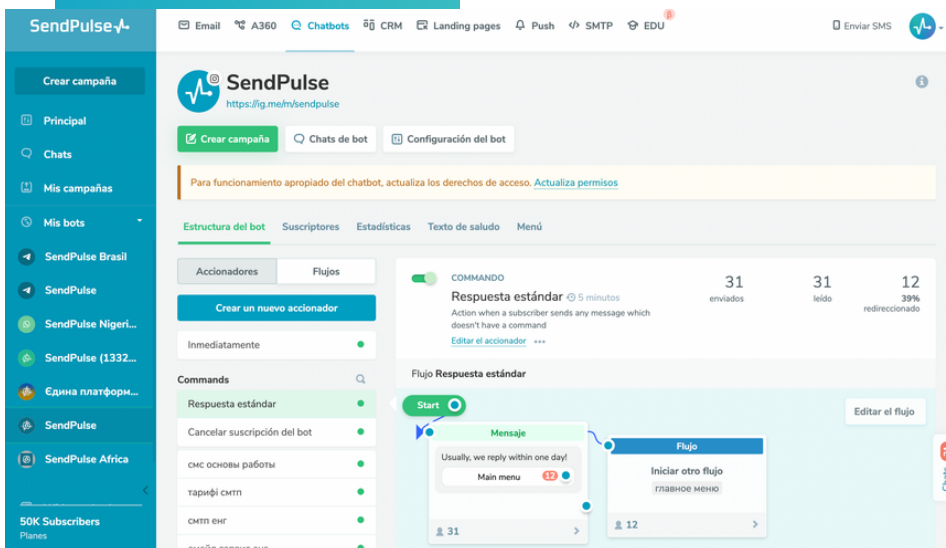 SendPulse
Email
A360
Chatbots
CRM
Landing pages
Push
SMTP
EDU
β
Enviar SMS
Crear campaña
Principal
Chats
Mis campañas
Mis bots
SendPulse Brasil
SendPulse
SendPulse Nigeri...
SendPulse (1332...
Єдина платформ...
SendPulse
SendPulse Africa
50K Subscribers
Planes
SendPulse
https://ig.me/m/sendpulse
Crear campaña
Chats de bot
Configuración del bot
Para funcionamiento apropiado del chatbot, actualiza los derechos de acceso. Actualiza permisos
Estructura del bot
Suscriptores
Estadísticas
Texto de saludo
Menú
Accionadores
Flujos
Crear un nuevo accionador
Inmediatamente
Commands
Respuesta estándar
Cancelar suscripción del bot
смс основы работы
тарифі смтп
смтп енг
COMMANDO
Respuesta estándar 5 minutos
Action when a subscriber sends any message which
doesn't have a command
Editar el accionador
31
enviados
31
leído
12
39%
redireccionado
Flujo Respuesta estándar
Start
Editar el flujo
Mensaje
Usually, we reply within one day!
Main menu
12
31
Flujo
Iniciar otro flujo
главное меню
12